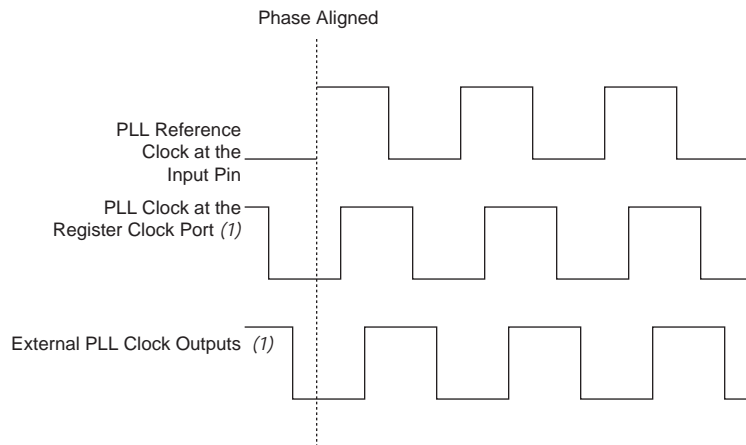 Phase Aligned
PLL Reference
Clock at the
Input Pin
PLL Clock at the
Register Clock Port (1)
External PLL Clock Outputs (1)